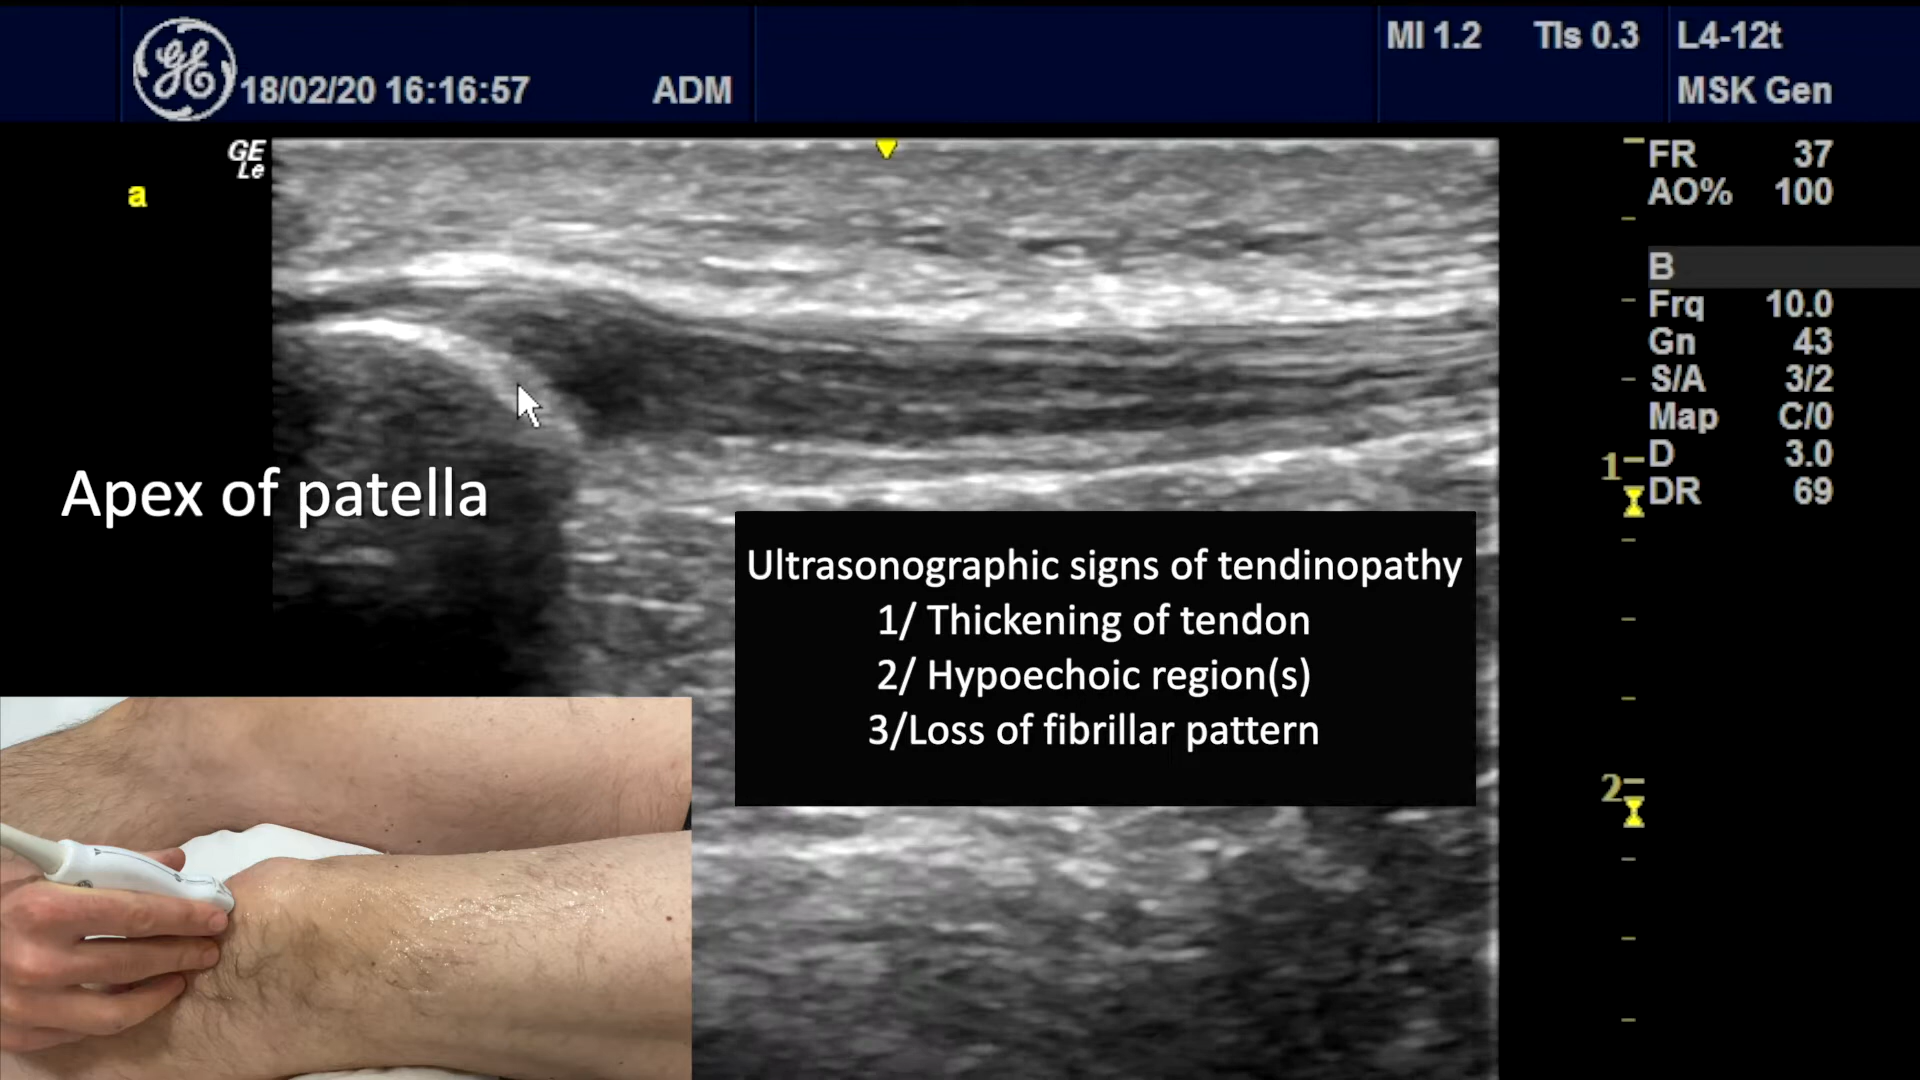 MI 1.2 TIs 0.3 L4-12t
GE 18/02/20 16:16:57 ADM MSK Gen
GE
Le
a
FR 37
AO% 100
B
Frq 10.0
Gn 43
S/A 3/2
Map C/0
1 D 3.0
DR 69
Apex of patella
Ultrasonographic signs of tendinopathy
1/ Thickening of tendon
2/ Hypoechoic region(s)
3/Loss of fibrillar pattern
2